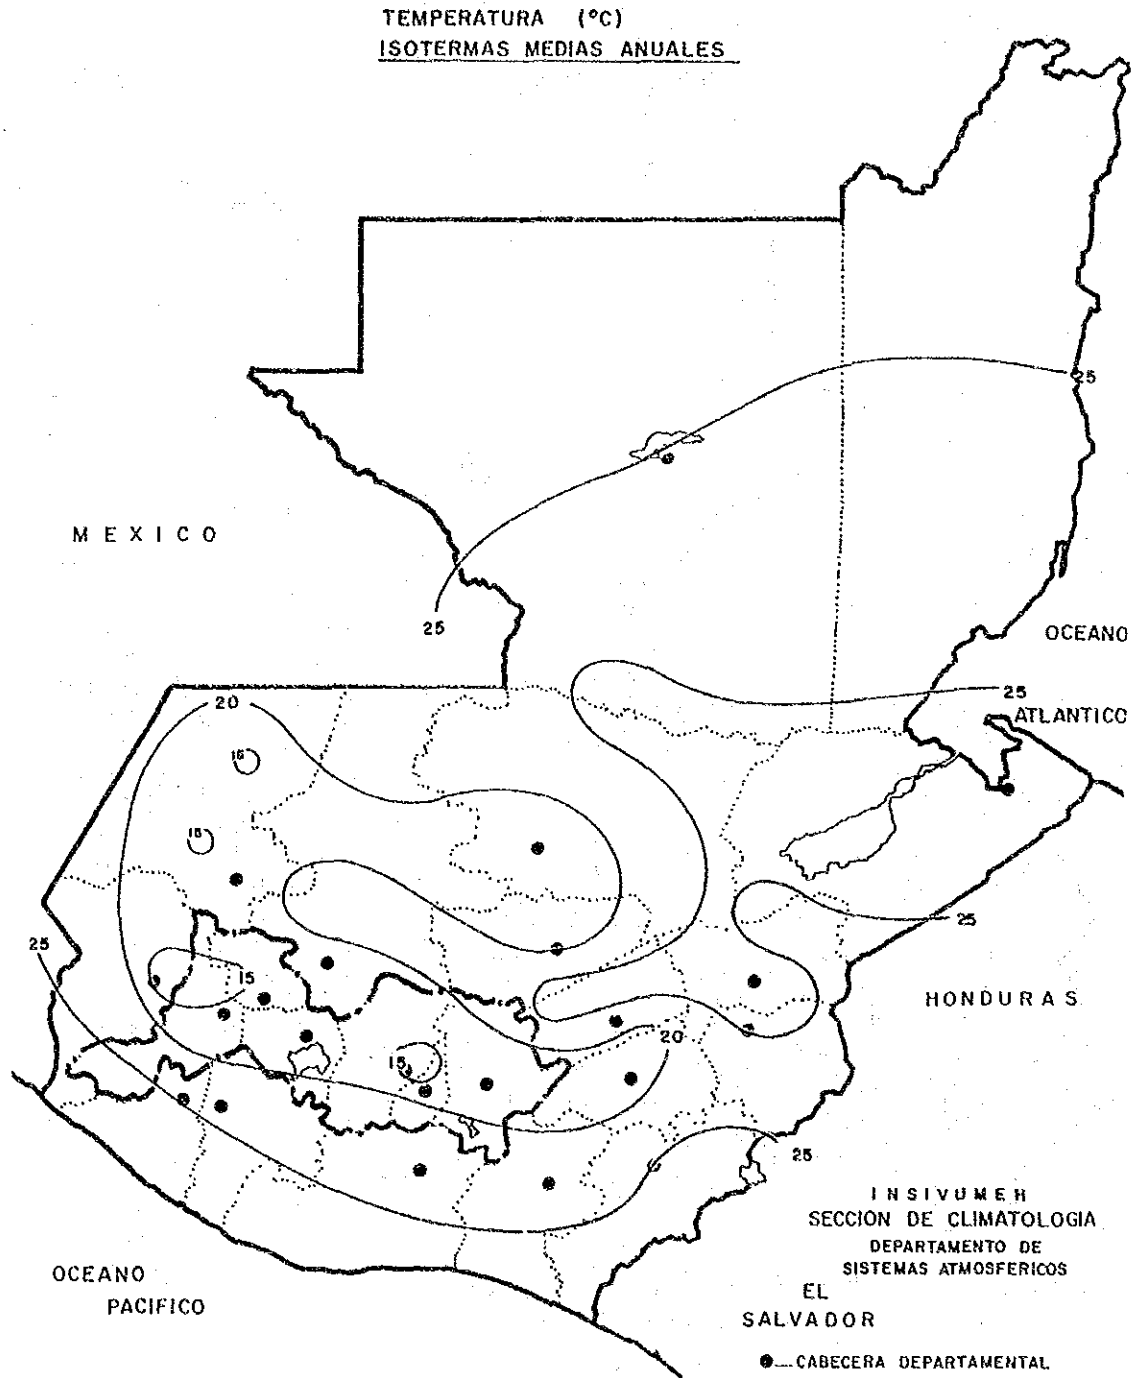 TEMPERATURA (°C)
ISOTERMAS MEDIAS ANUALES
25
MEXICO
25
OCEANO
25
ATLANTICO
20
15
15
25
25
15
HONDURAS
20
15
25
INSIVUMEH
SECCION DE CLIMATOLOGIA
DEPARTAMENTO DE
SISTEMAS ATMOSFERICOS
OCEANO
PACIFICO
EL
SALVADOR
CABECERA DEPARTAMENTAL